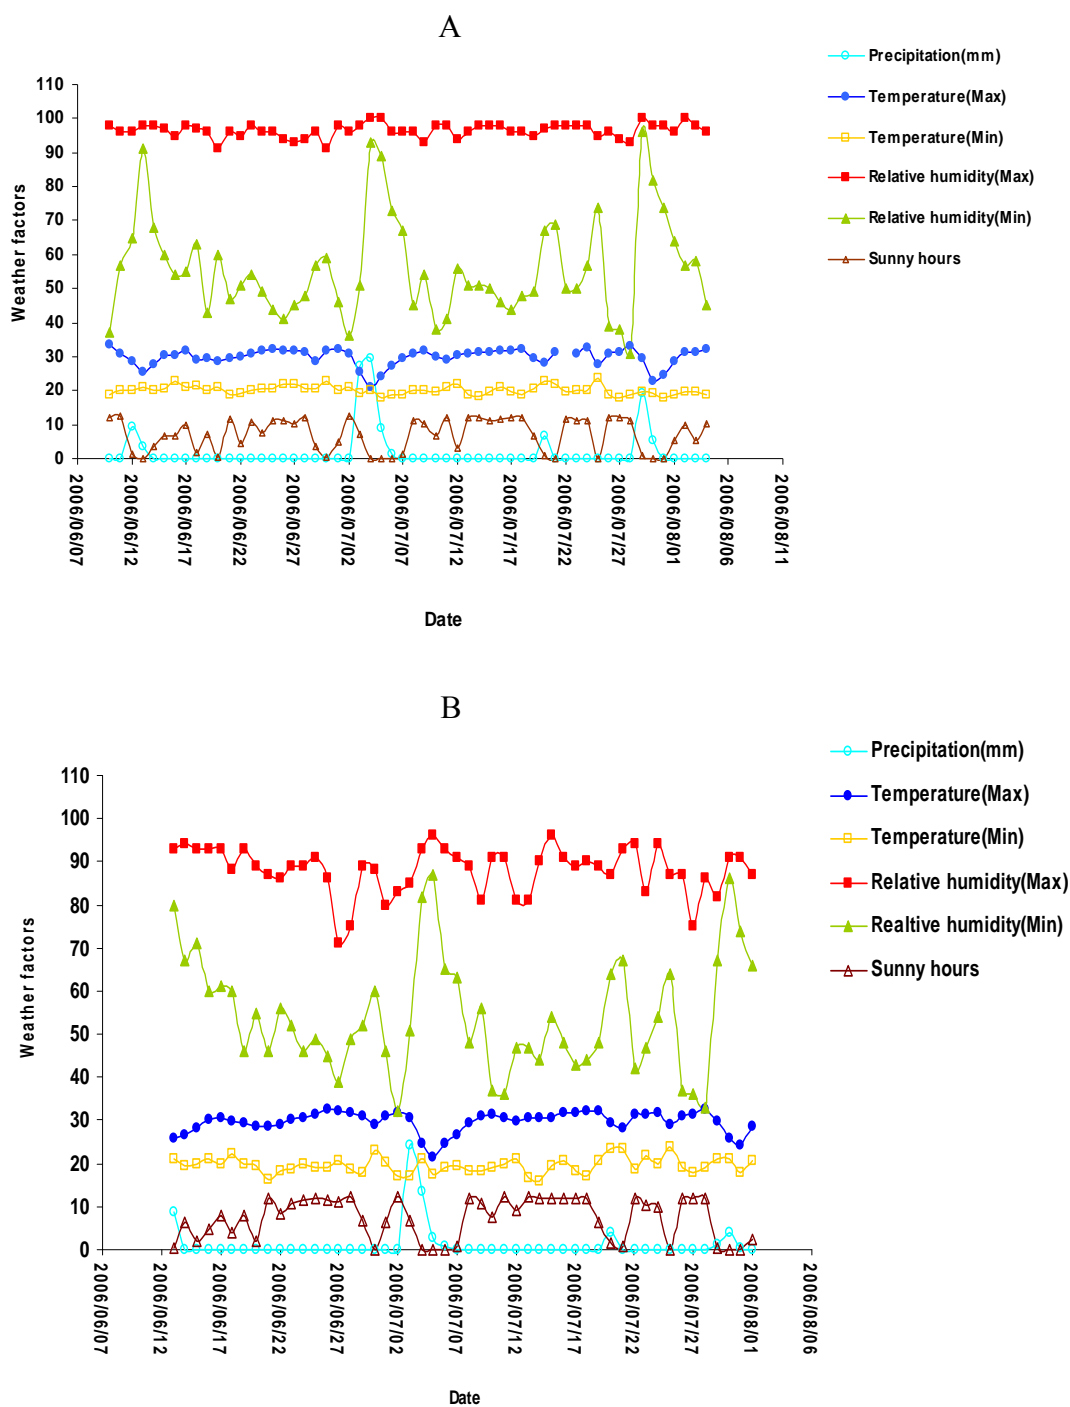 A
Precipitation(mm)
Temperature(Max)
Temperature(Min)
Relative humidity(Max)
Relative humidity(Min)
Sunny hours
110
100
90
80
70
60
50
40
30
20
10
0
Weather factors
2006/06/07
2006/06/12
2006/06/17
2006/06/22
2006/06/27
2006/07/02
2006/07/07
2006/07/12
2006/07/17
2006/07/22
2006/07/27
2006/08/01
2006/08/06
2006/08/11
Date
B
Precipitation(mm)
Temperature(Max)
Temperature(Min)
Relative humidity(Max)
Realtive humidity(Min)
Sunny hours
110
100
90
80
70
60
50
40
30
20
10
0
Weather factors
2006/06/07
2006/06/12
2006/06/17
2006/06/22
2006/06/27
2006/07/02
2006/07/07
2006/07/12
2006/07/17
2006/07/22
2006/07/27
2006/08/01
2006/08/06
Date